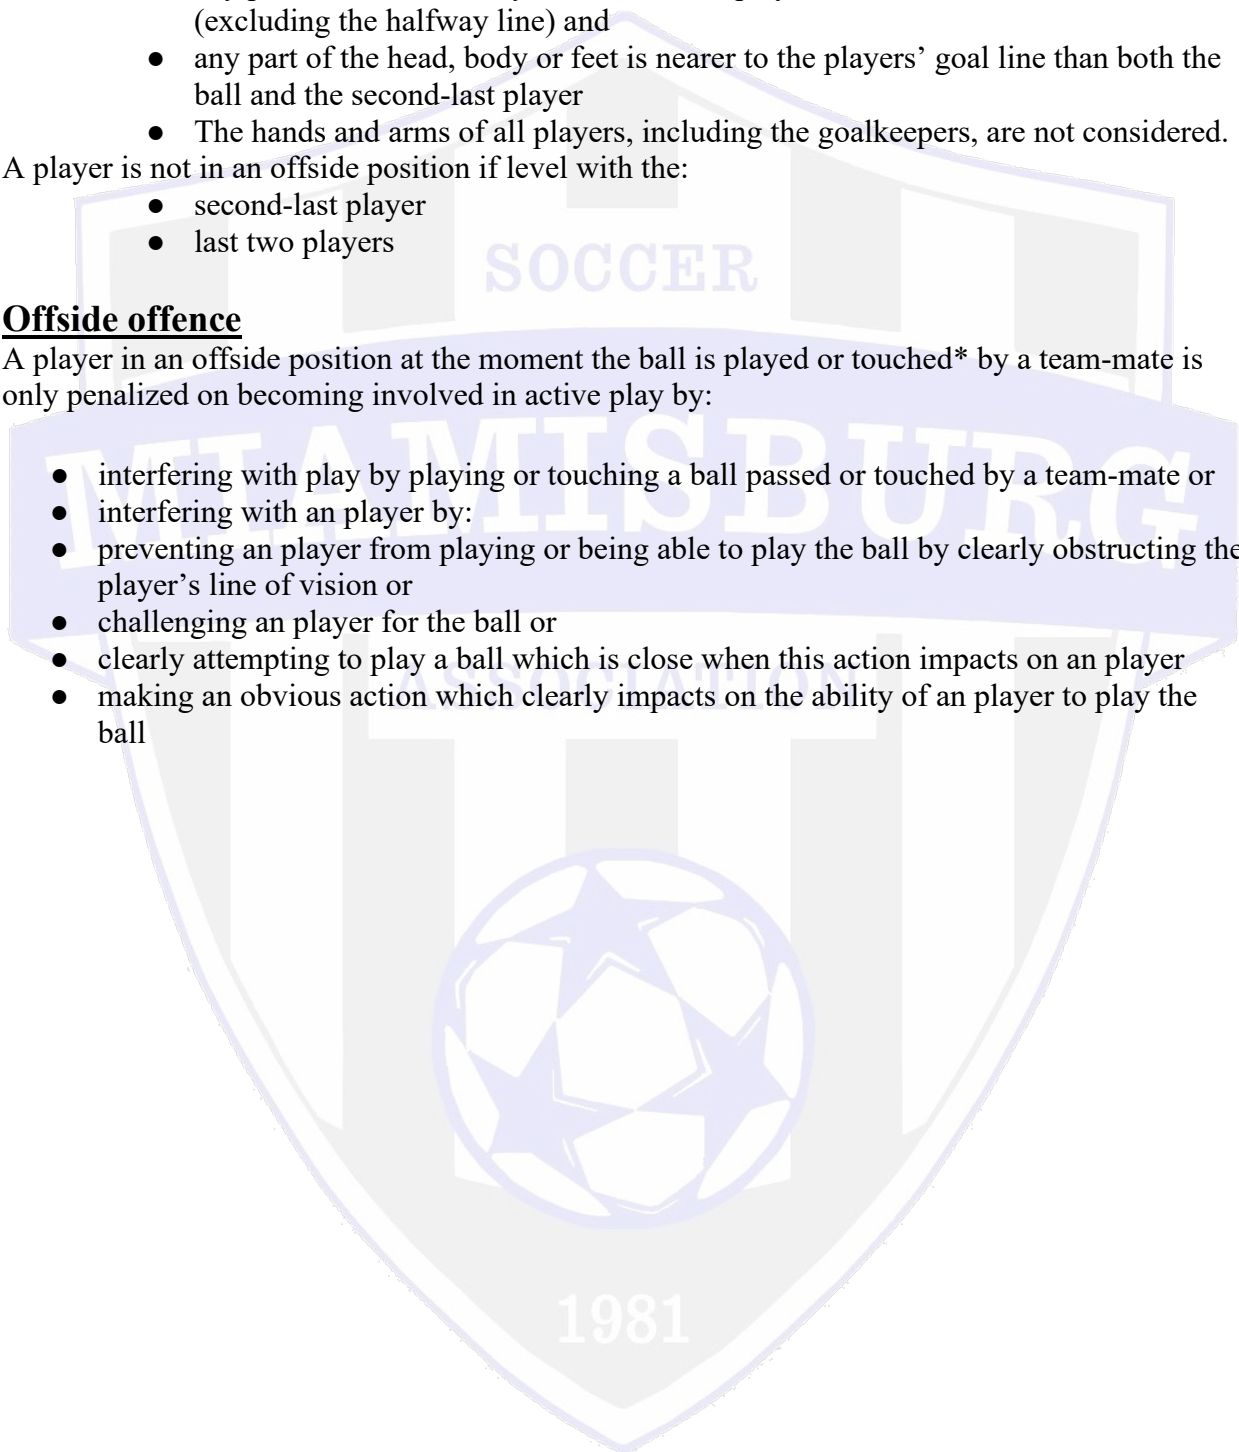 (excluding the halfway line) and
● any part of the head, body or feet is nearer to the players’ goal line than both the
ball and the second-last player
● The hands and arms of all players, including the goalkeepers, are not considered.
A player is not in an offside position if level with the:
● second-last player
● last two players
SOCCER
Offside offence
A player in an offside position at the moment the ball is played or touched* by a team-mate is
only penalized on becoming involved in active play by:
MIAMISBURG
● interfering with play by playing or touching a ball passed or touched by a team-mate or
● interfering with an player by:
● preventing an player from playing or being able to play the ball by clearly obstructing the
player’s line of vision or
● challenging an player for the ball or
● clearly attempting to play a ball which is close when this action impacts on an player
ASSOCIATION
● making an obvious action which clearly impacts on the ability of an player to play the
ball
1981